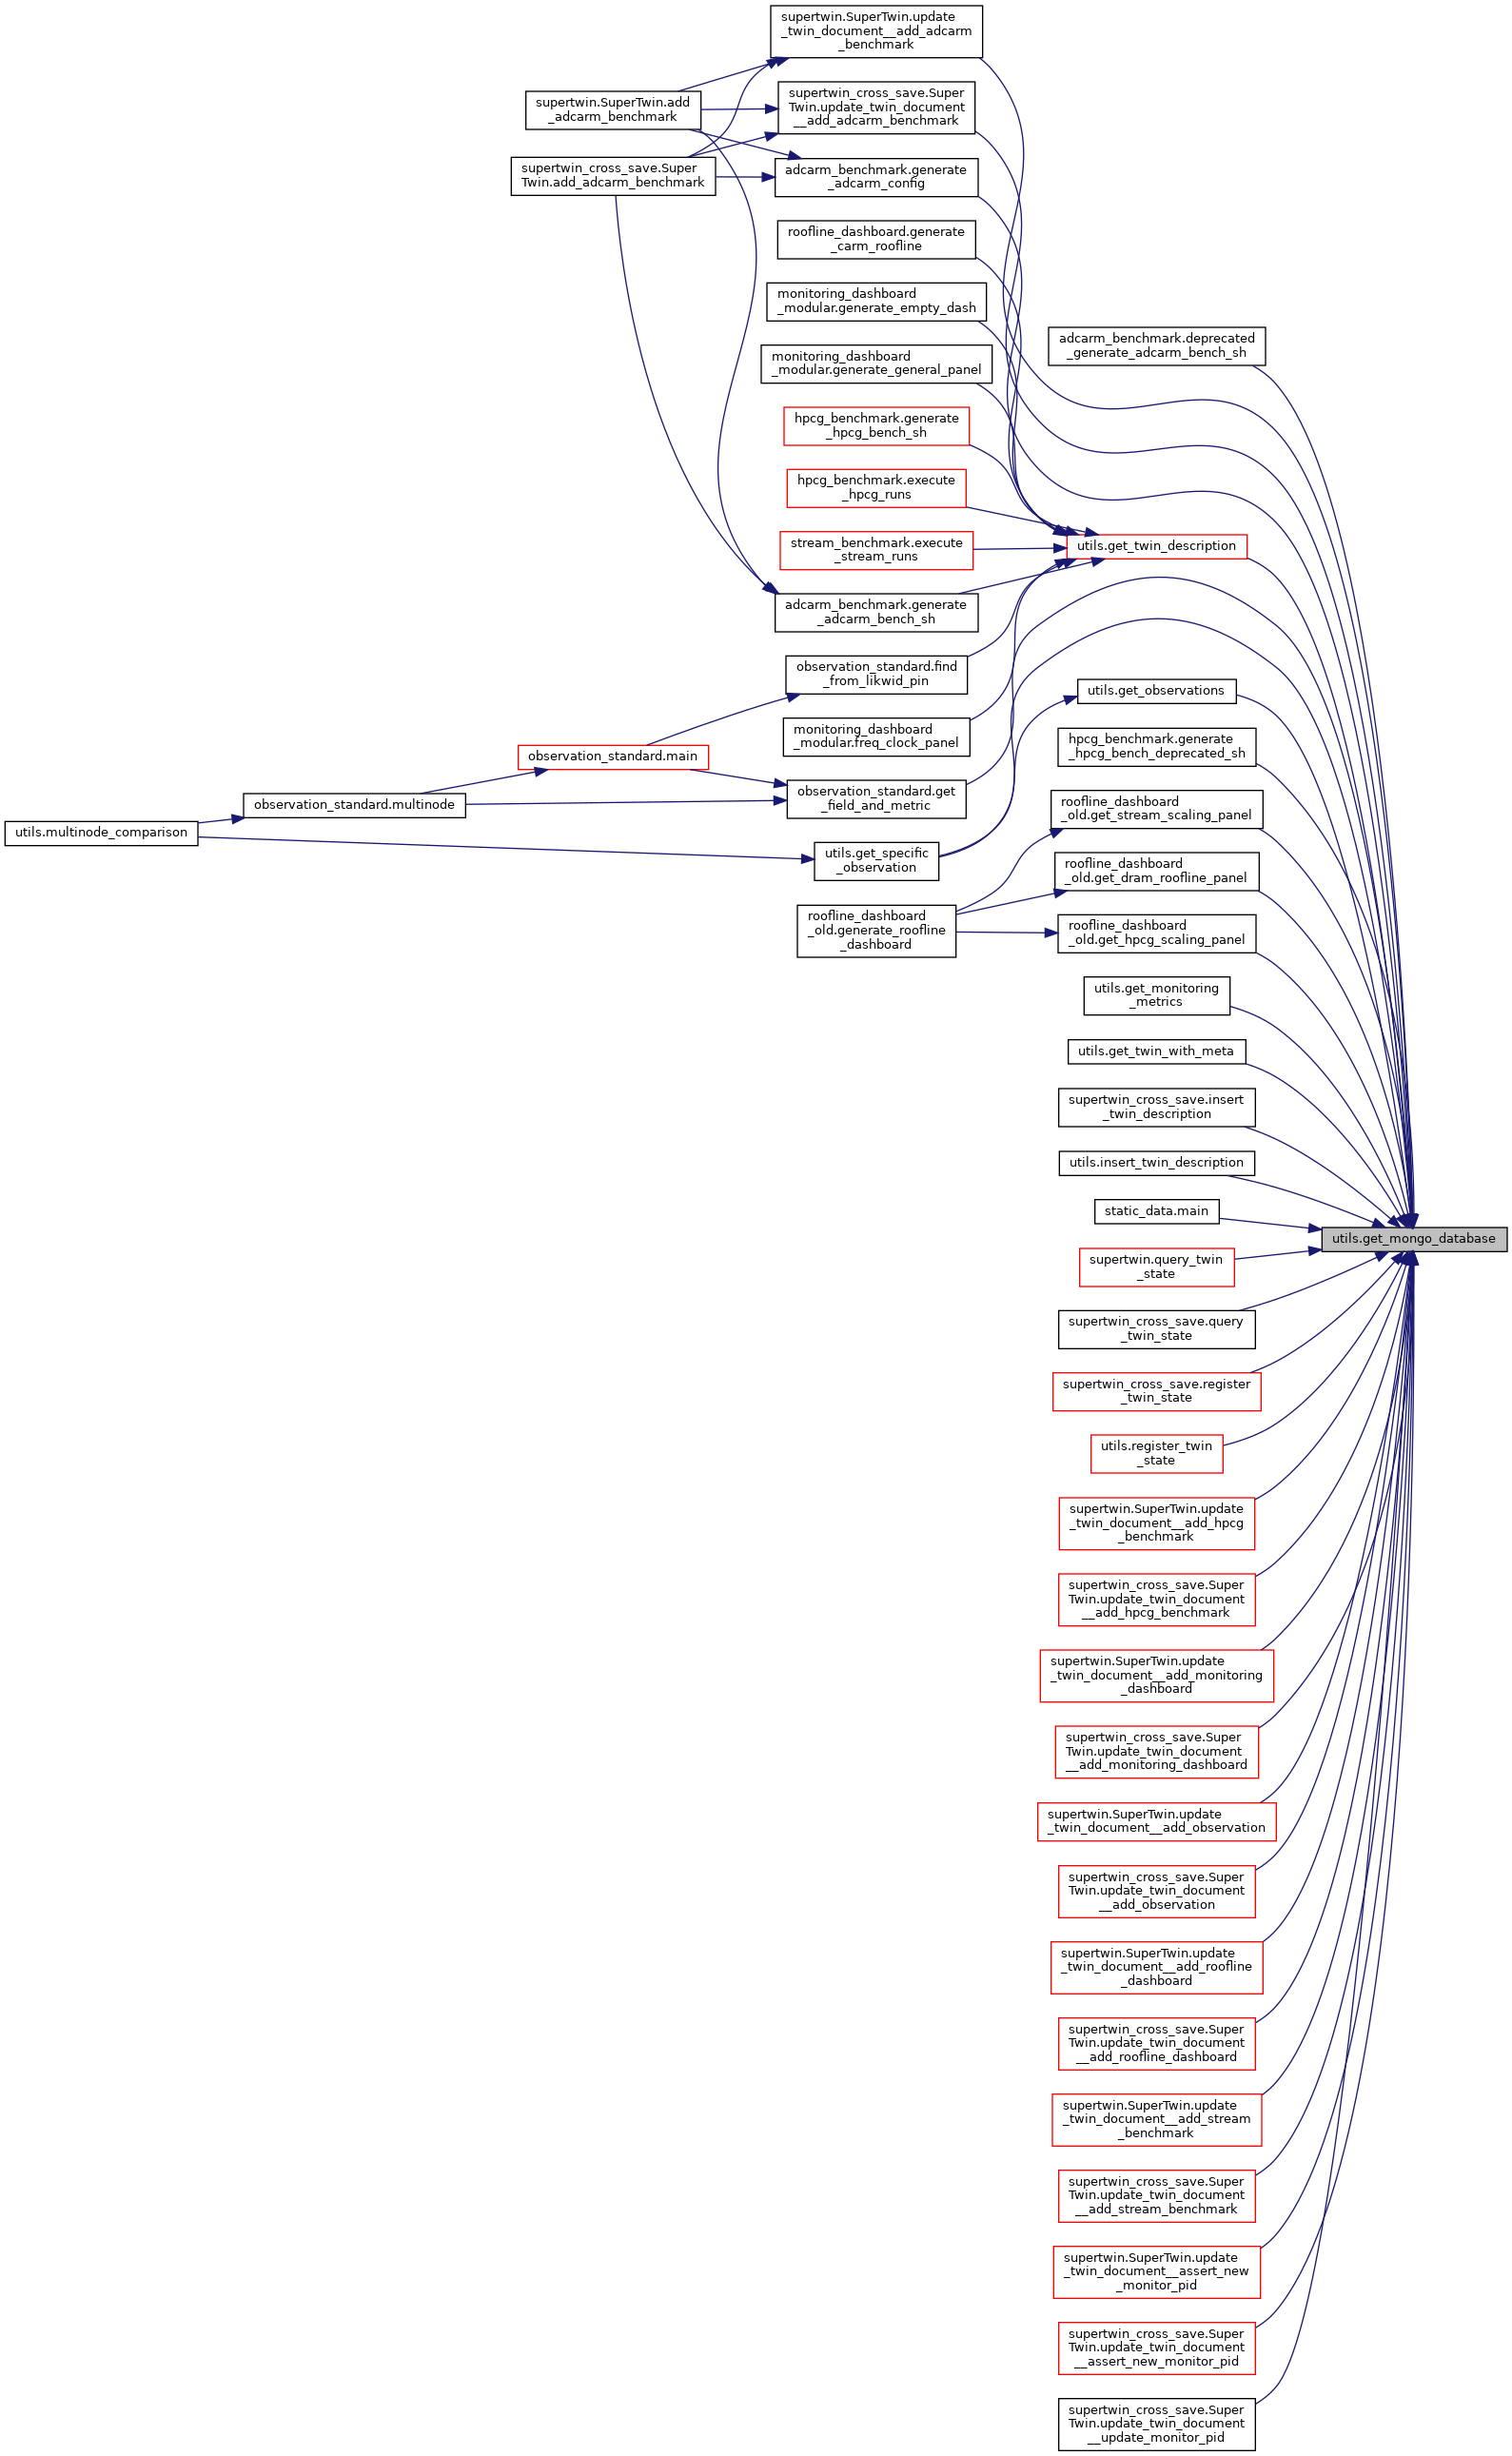 supertwin.SuperTwin.update
_twin_document__add_adcarm
_benchmark
supertwin_cross_save.Super
Twin.update_twin_document
__add_adcarm_benchmark
supertwin.SuperTwin.add
_adcarm_benchmark
supertwin_cross_save.Super
Twin.add_adcarm_benchmark
adcarm_benchmark.generate
_adcarm_config
roofline_dashboard.generate
_carm_roofline
monitoring_dashboard
_modular.generate_empty_dash
adcarm_benchmark.deprecated
_generate_adcarm_bench_sh
monitoring_dashboard
_modular.generate_general_panel
hpcg_benchmark.generate
_hpcg_bench_sh
hpcg_benchmark.execute
_hpcg_runs
stream_benchmark.execute
_stream_runs
utils.get_twin_description
adcarm_benchmark.generate
_adcarm_bench_sh
observation_standard.find
_from_likwid_pin
utils.get_observations
monitoring_dashboard
_modular.freq_clock_panel
hpcg_benchmark.generate
_hpcg_bench_deprecated_sh
observation_standard.main
observation_standard.get
_field_and_metric
observation_standard.multinode
roofline_dashboard
_old.get_stream_scaling_panel
utils.multinode_comparison
utils.get_specific
_observation
roofline_dashboard
_old.get_dram_roofline_panel
roofline_dashboard
_old.generate_roofline
_dashboard
roofline_dashboard
_old.get_hpcg_scaling_panel
utils.get_monitoring
_metrics
utils.get_twin_with_meta
supertwin_cross_save.insert
_twin_description
utils.insert_twin_description
static_data.main
utils.get_mongo_database
supertwin.query_twin
_state
supertwin_cross_save.query
_twin_state
supertwin_cross_save.register
_twin_state
utils.register_twin
_state
supertwin.SuperTwin.update
_twin_document__add_hpcg
_benchmark
supertwin_cross_save.Super
Twin.update_twin_document
__add_hpcg_benchmark
supertwin.SuperTwin.update
_twin_document__add_monitoring
_dashboard
supertwin_cross_save.Super
Twin.update_twin_document
__add_monitoring_dashboard
supertwin.SuperTwin.update
_twin_document__add_observation
supertwin_cross_save.Super
Twin.update_twin_document
__add_observation
supertwin.SuperTwin.update
_twin_document__add_roofline
_dashboard
supertwin_cross_save.Super
Twin.update_twin_document
__add_roofline_dashboard
supertwin.SuperTwin.update
_twin_document__add_stream
_benchmark
supertwin_cross_save.Super
Twin.update_twin_document
__add_stream_benchmark
supertwin.SuperTwin.update
_twin_document__assert_new
_monitor_pid
supertwin_cross_save.Super
Twin.update_twin_document
__assert_new_monitor_pid
supertwin_cross_save.Super
Twin.update_twin_document
__update_monitor_pid